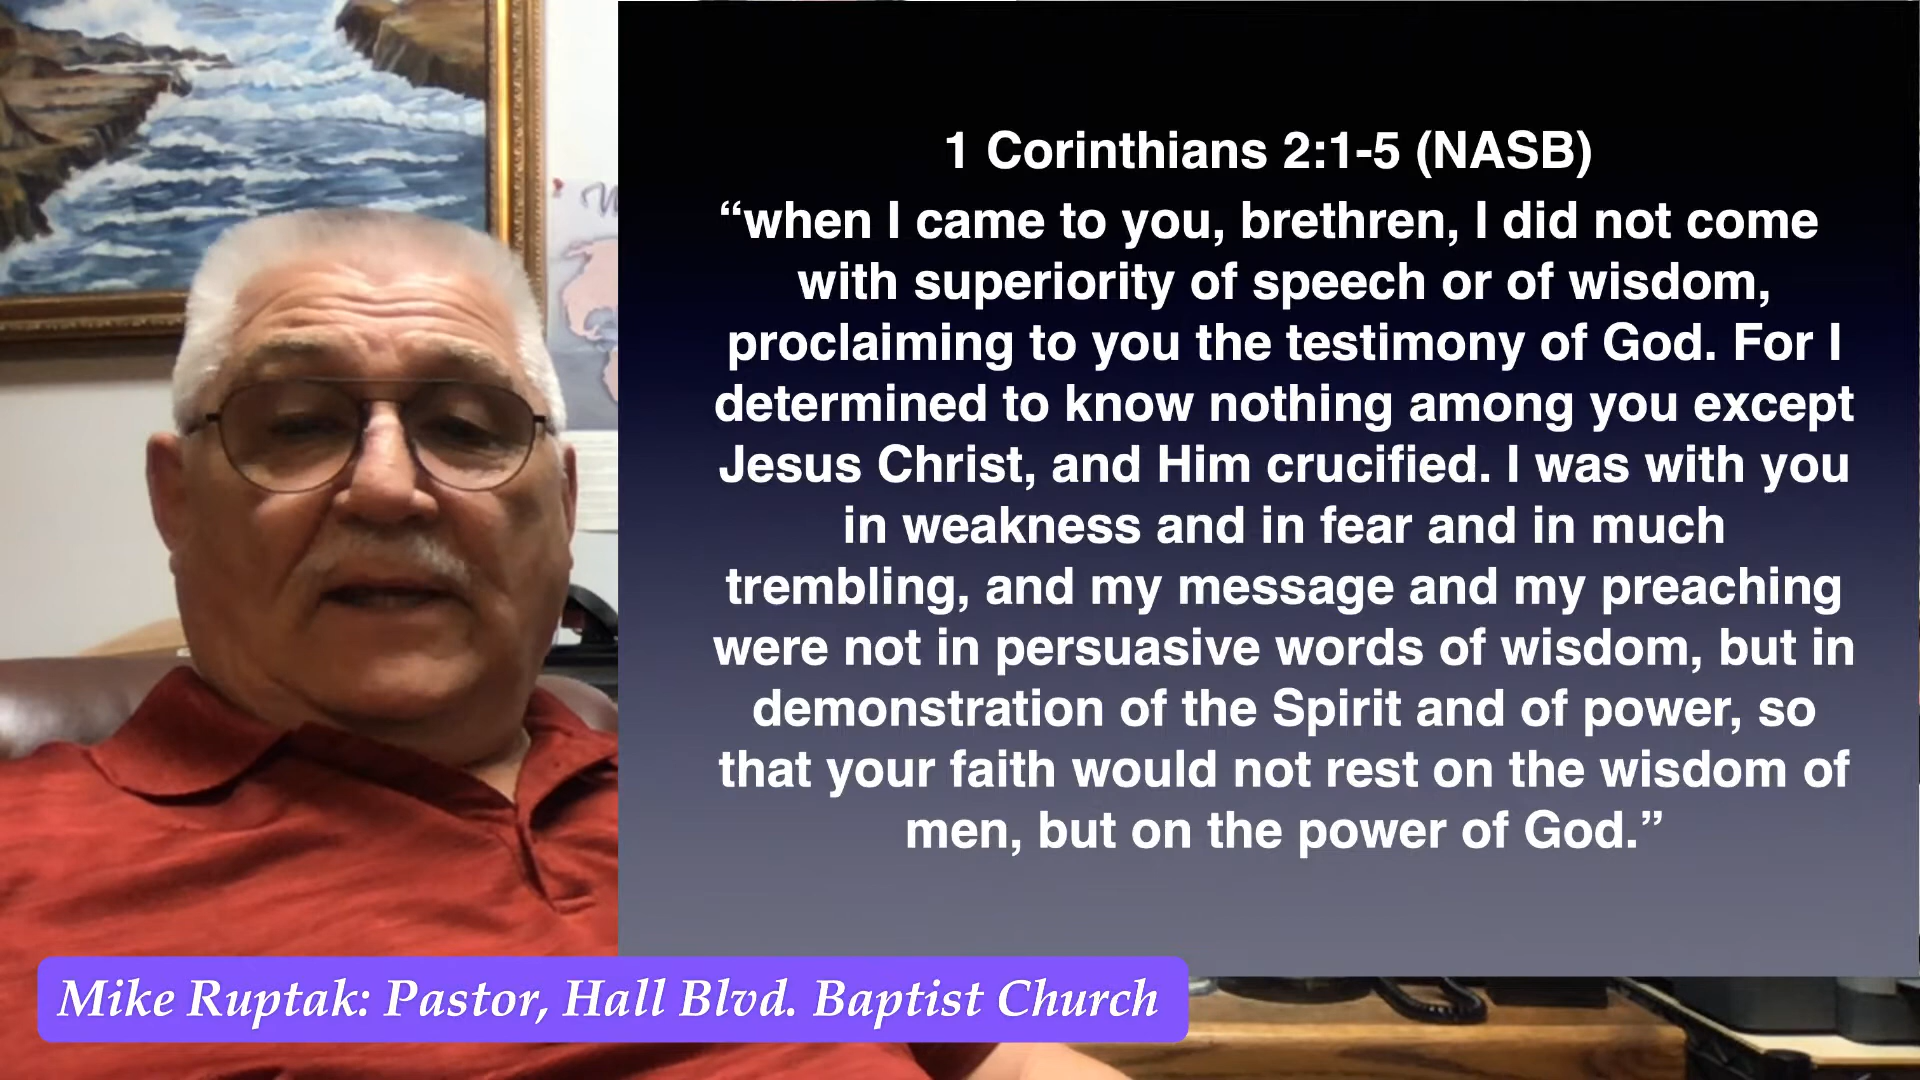 1 Corinthians 2:1-5 (NASB)
“when I came to you, brethren, I did not come
with superiority of speech or of wisdom,
proclaiming to you the testimony of God. For I
determined to know nothing among you except
Jesus Christ, and Him crucified. I was with you
in weakness and in fear and in much
trembling, and my message and my preaching
were not in persuasive words of wisdom, but in
demonstration of the Spirit and of power, so
that your faith would not rest on the wisdom of
men, but on the power of God.”
Mike Ruptak: Pastor, Hall Blvd. Baptist Church